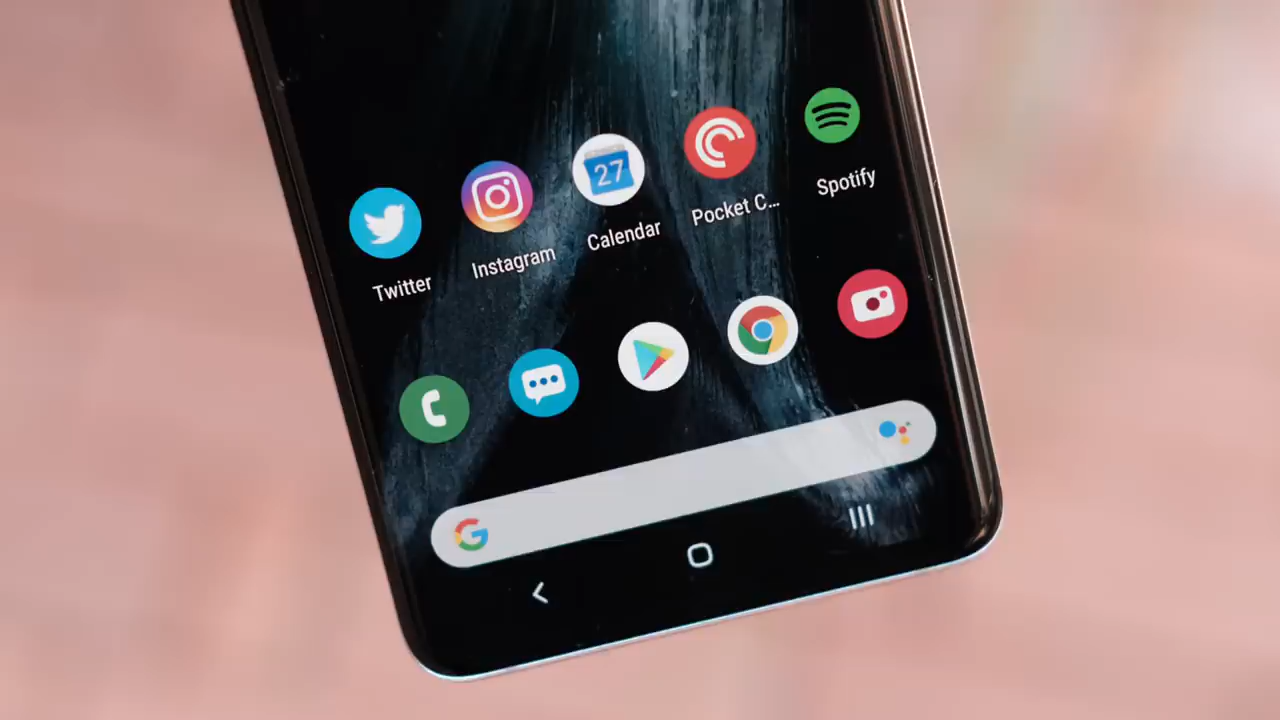 Twitter
Instagram
27
Calendar
Pocket C...
Spotify
G